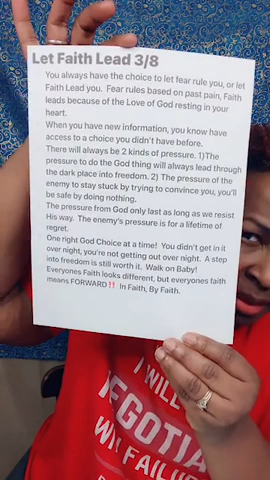 Let Faith Lead 3/8
You always have the choice to let fear rule you, or let
Faith Lead you. Fear rules based on past pain, Faith
leads because of the Love of God resting in your
heart.
When you have new information, you know have
access to a choice you didn't have before.
There will always be 2 kinds of pressure. 1)The
pressure to do the God thing will always lead through
the dark place into freedom. 2) The pressure of the
enemy to stay stuck by trying to convince you, you'll
be safe by doing nothing.
The pressure from God only last as long as we resist
His way. The enemy's pressure is for a lifetime of
regret.
One right God Choice at a time! You didn't get in it
over night, you're not getting out over night. A step
into freedom is still worth it. Walk on Baby!
Everyones Faith looks different, but everyones faith
means FORWARD‼️ In Faith, By Faith.
I WILL